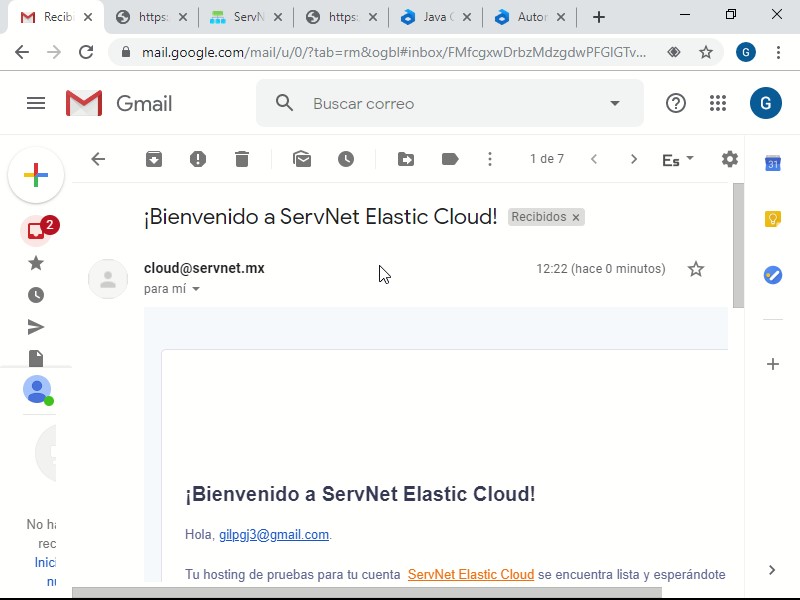 Recibi
https:
ServN
https:
Java C
Autor
mail.google.com/mail/u/0/?tab=rm&ogbl#inbox/FMfcgxwDrbzMdzgdwPFGlGTv...
G
Gmail
Buscar correo
G
1 de 7
Es
31
2
¡Bienvenido a ServNet Elastic Cloud!
Recibidos x
cloud@servnet.mx
12:22 (hace 0 minutos)
para mí
¡Bienvenido a ServNet Elastic Cloud!
Hola, gilpgj3@gmail.com.
Tu hosting de pruebas para tu cuenta ServNet Elastic Cloud se encuentra lista y esperándote
No ha
rec
Inici
nu